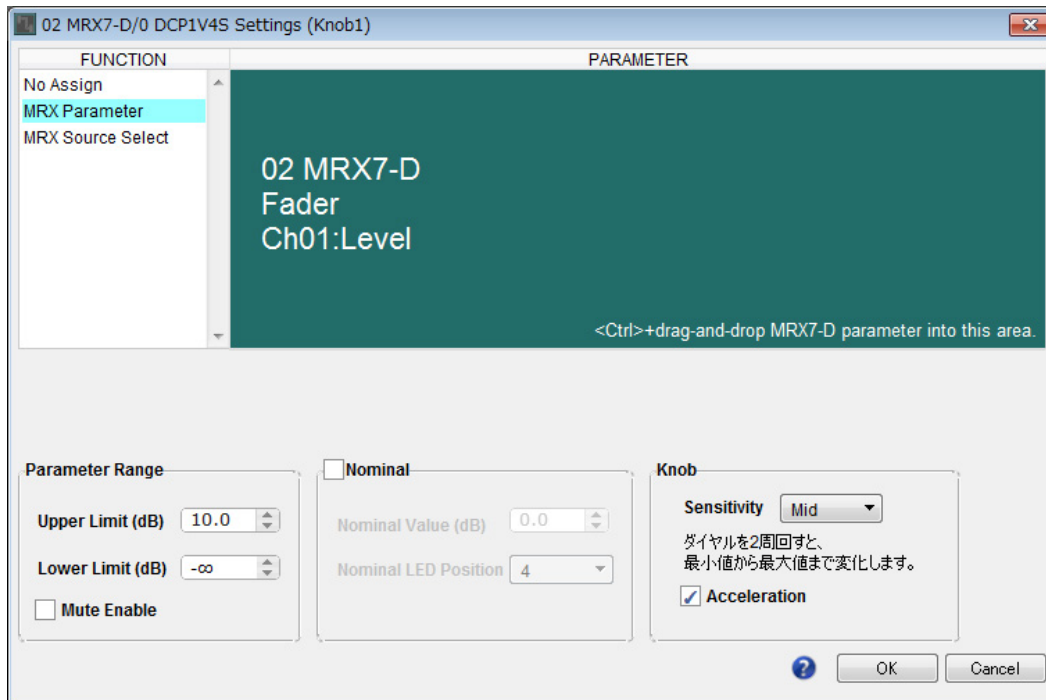 02 MRX7-D/0 DCP1V4S Settings (Knob1)
FUNCTION
PARAMETER
No Assign
MRX Parameter
MRX Source Select
02 MRX7-D
Fader
Ch01:Level
<Ctrl>+drag-and-drop MRX7-D parameter into this area.
Parameter Range
Upper Limit (dB) 10.0
Lower Limit (dB) -∞
Mute Enable
Nominal
Nominal Value (dB) 0.0
Nominal LED Position 4
Knob
Sensitivity Mid
ダイヤルを2周回すと、
最小値から最大値まで変化します。
Acceleration
OK Cancel